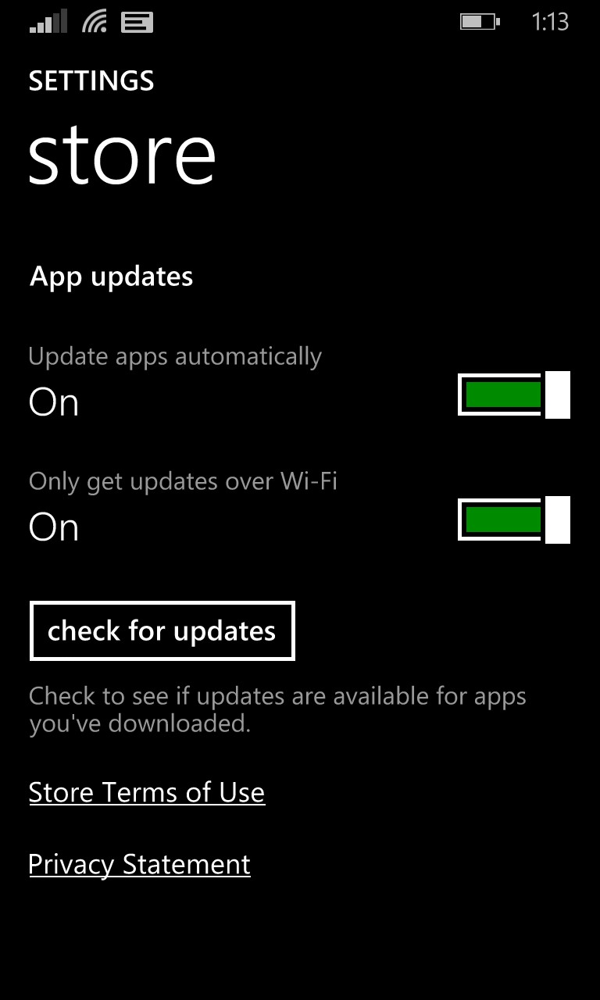 1:13
SETTINGS
store
App updates
Update apps automatically
On
Only get updates over Wi-Fi
On
check for updates
Check to see if updates are available for apps
you've downloaded.
Store Terms of Use
Privacy Statement